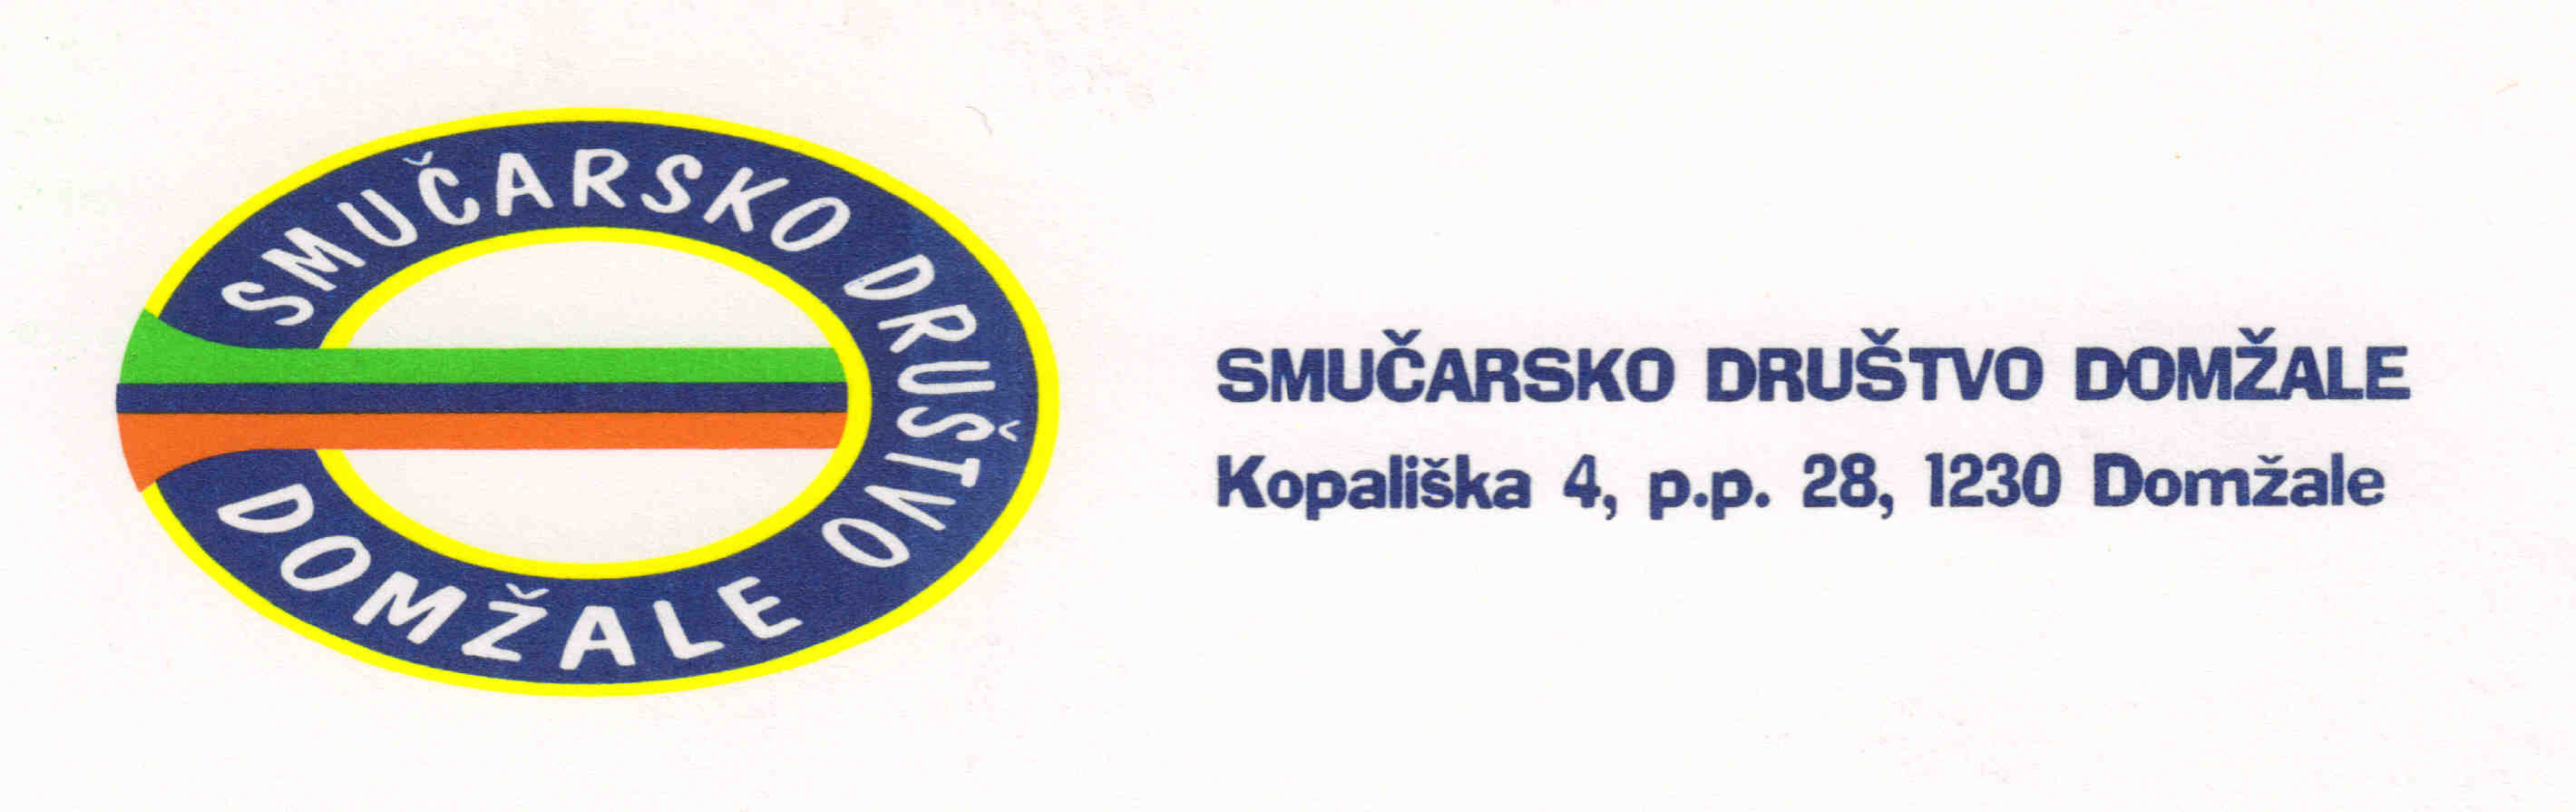 SMUČARSKO DRUŠTVO
DOMŽALE
SMUČARSKO DRUŠTVO DOMŽALE
Kopališka 4, p.p. 28, 1230 Domžale